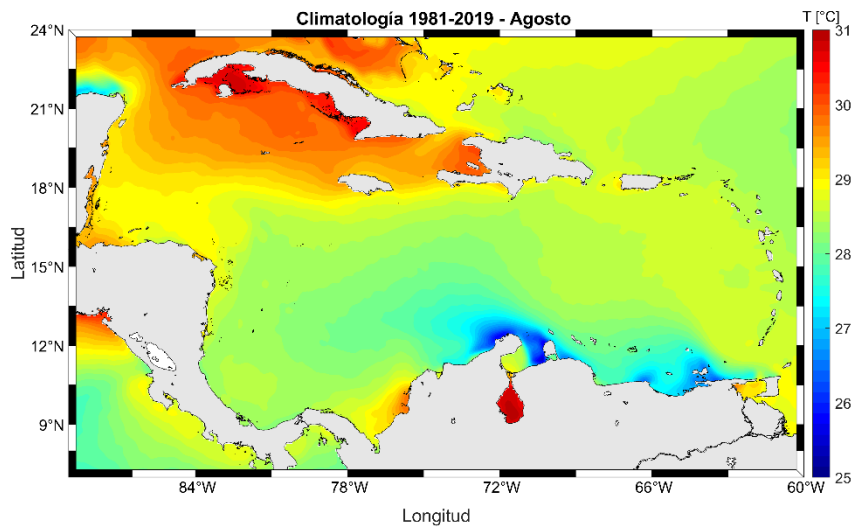 Climatología 1981-2019 - Agosto
T [°C]
24°N
21°N
18°N
15°N
12°N
9°N
Latitud
84°W
78°W
72°W
66°W
60°W
Longitud
31
30
29
28
27
26
25